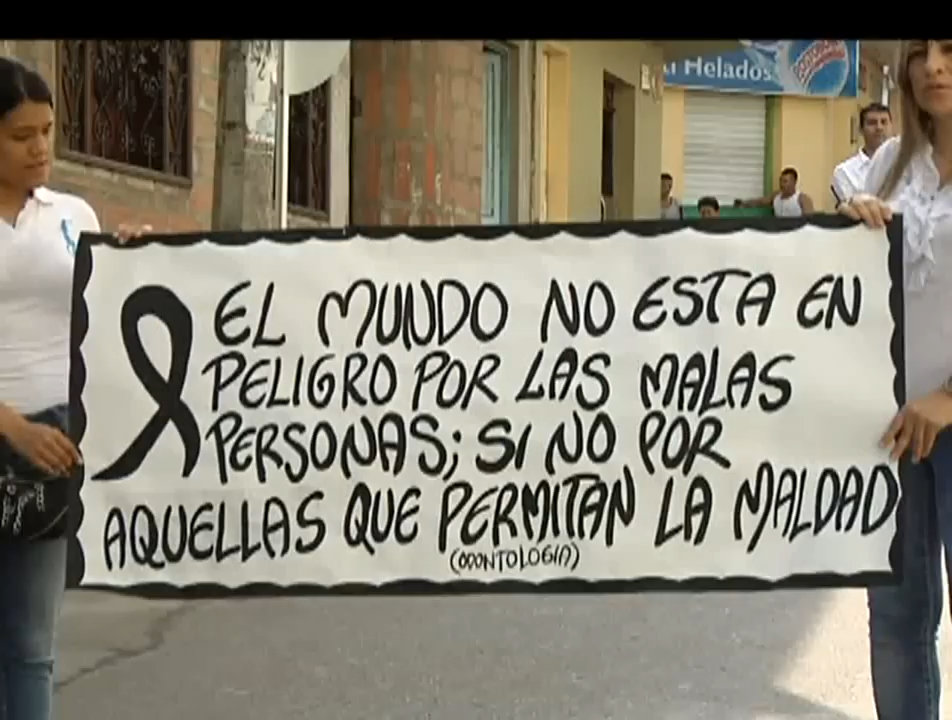 Helados
EL MUNDO NO ESTA EN
PELIGRO POR LAS MALAS
PERSONAS; SI NO POR
AQUELLAS QUE PERMITAN LA MALDAD
(ODONTOLOGIA)